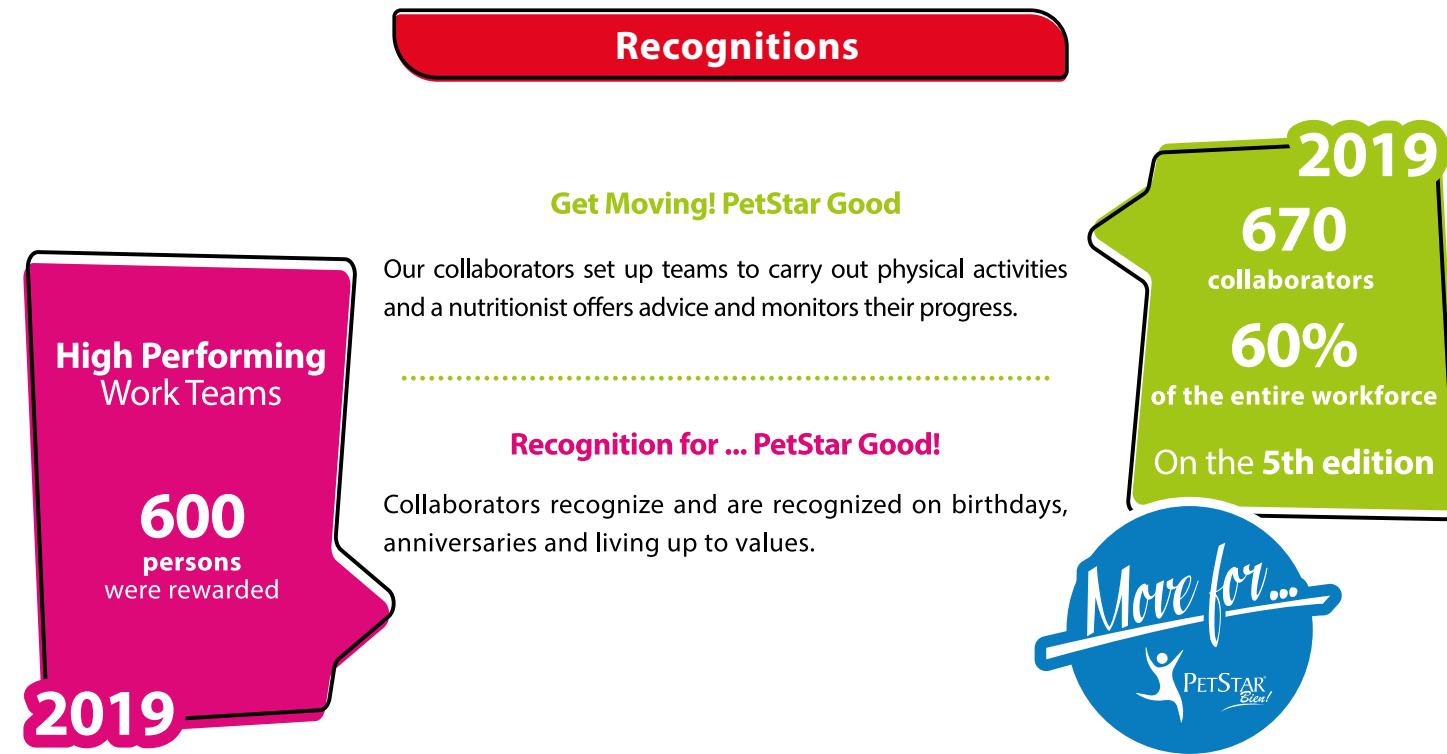 Recognitions
Get Moving! PetStar Good
Our collaborators set up teams to carry out physical activities
and a nutritionist offers advice and monitors their progress.
Recognition for ... PetStar Good!
Collaborators recognize and are recognized on birthdays,
anniversaries and living up to values.
High Performing
Work Teams
600
persons
were rewarded
2019
2019
670
collaborators
60%
of the entire workforce
On the 5th edition
Move for...
PETSTAR
Bien!